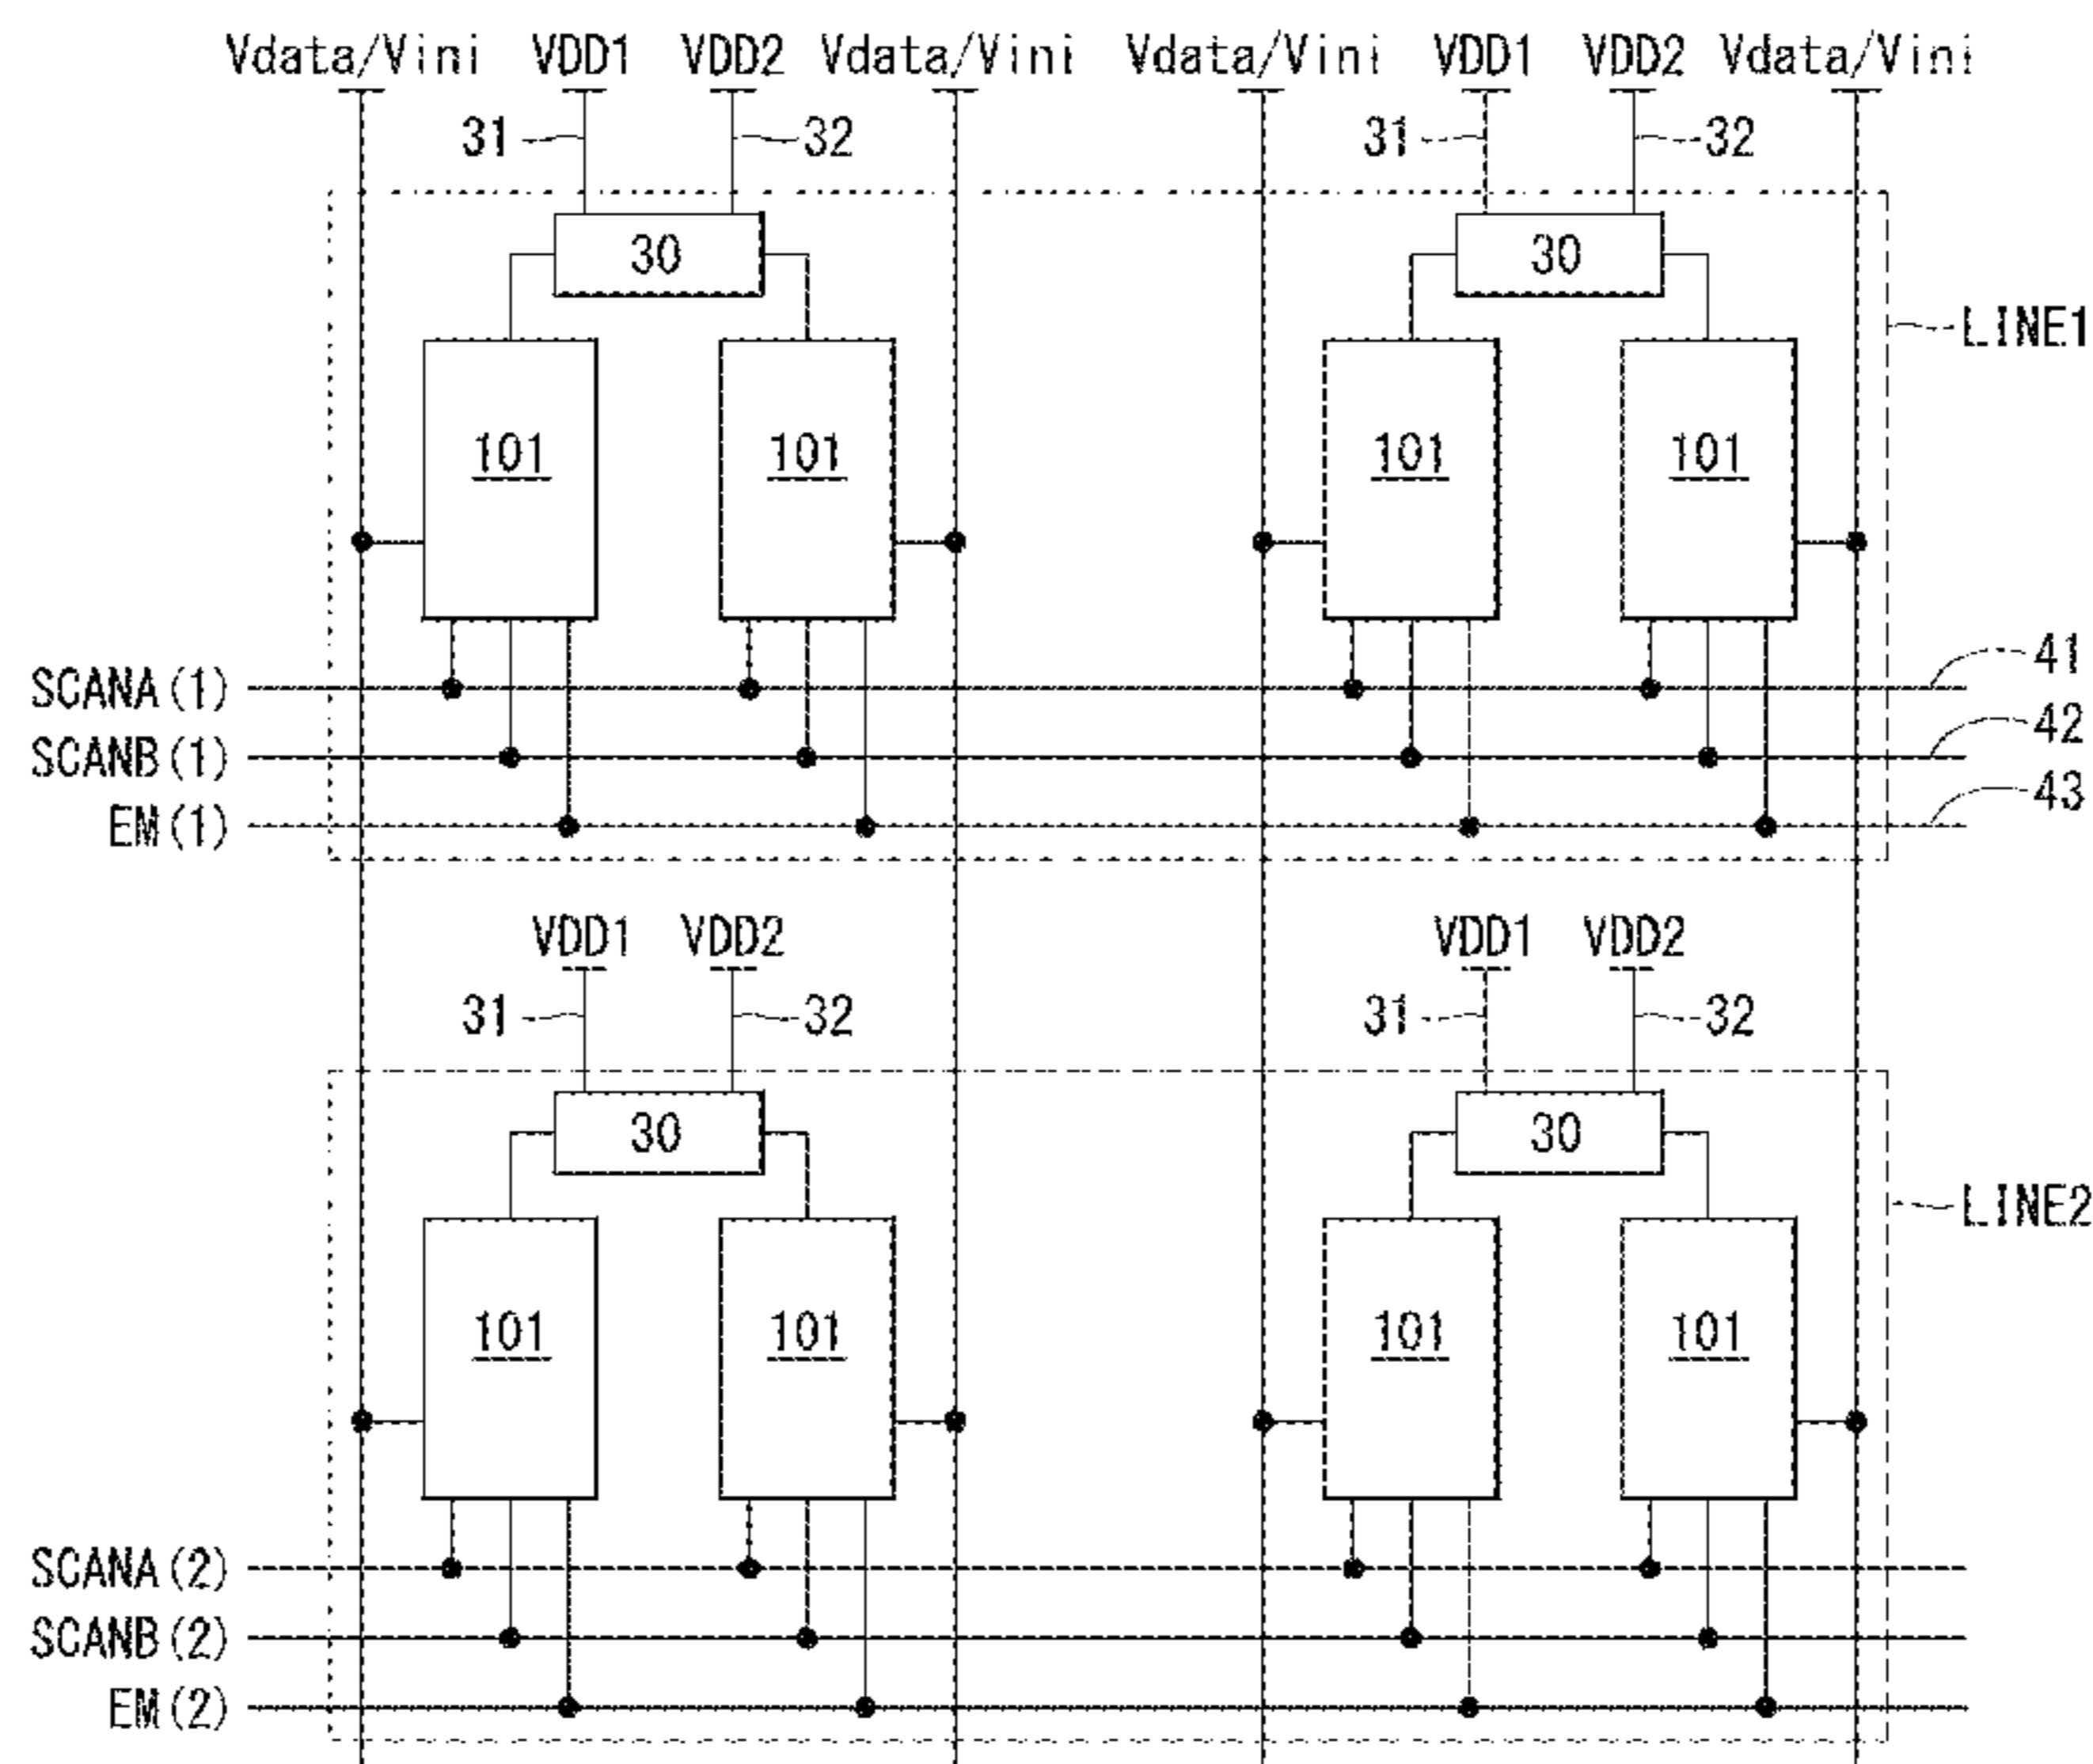 Vdata/Vini VDD1 VDD2 Vdata/Vini Vdata/Vini VDD1 VDD2 Vdata/Vini
31 32 31 32
30 30
LINE1
101 101 101 101
SCANA(1) 41
SCANB(1) 42
EM(1) 43
VDD1 VDD2 VDD1 VDD2
31 32 31 32
30 30
LINE2
101 101 101 101
SCANA(2)
SCANB(2)
EM(2)